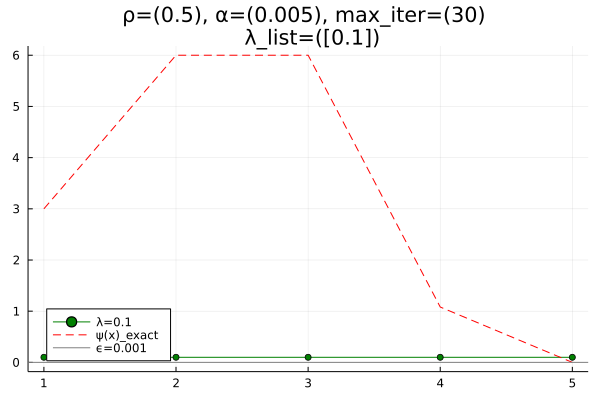 ρ=(0.5), α=(0.005), max_iter=(30)
λ_list=([0.1])
6
5
4
3
2
1
0
λ=0.1
ψ(x)_exact
ϵ=0.001
1 2 3 4 5